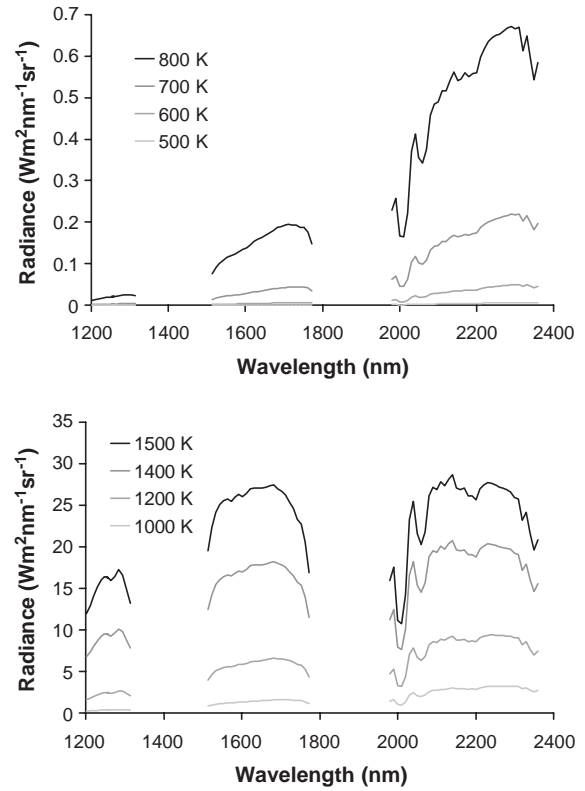 0.7
0.6
0.5
0.4
0.3
0.2
0.1
0
Radiance (Wm²nm⁻¹sr⁻¹)
800 K
700 K
600 K
500 K
1200 1400 1600 1800 2000 2200 2400
Wavelength (nm)
35
30
25
20
15
10
5
0
Radiance (Wm²nm⁻¹sr⁻¹)
1500 K
1400 K
1200 K
1000 K
1200 1400 1600 1800 2000 2200 2400
Wavelength (nm)